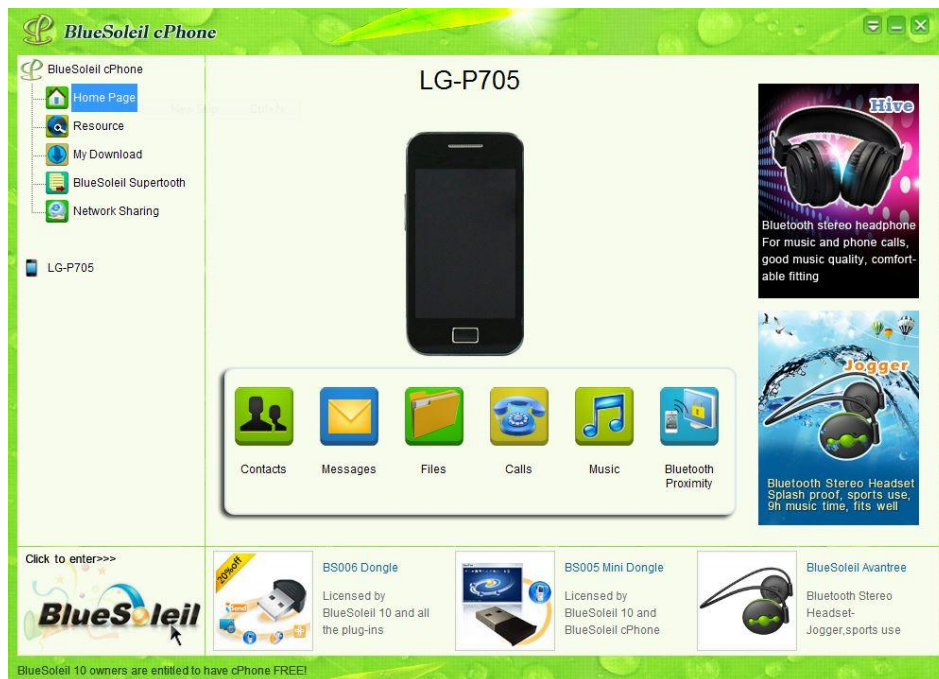 BlueSoleil cPhone
BlueSoleil cPhone
Home Page
Resource
My Download
BlueSoleil Supertooth
Network Sharing
LG-P705
LG-P705
Contacts
Messages
Files
Calls
Music
Bluetooth
Proximity
Hive
Bluetooth stereo headphone
For music and phone calls,
good music quality, comfort-
able fitting
Jogger
Bluetooth Stereo Headset
Splash proof, sports use,
9h music time, fits well
Click to enter>>>
BlueSoleil
20%off
Send
BS006 Dongle
Licensed by
BlueSoleil 10 and all
the plug-ins
BS005 Mini Dongle
Licensed by
BlueSoleil 10 and
BlueSoleil cPhone
BlueSoleil Avantree
Bluetooth Stereo
Headset-
Jogger,sports use
BlueSoleil 10 owners are entitled to have cPhone FREE!